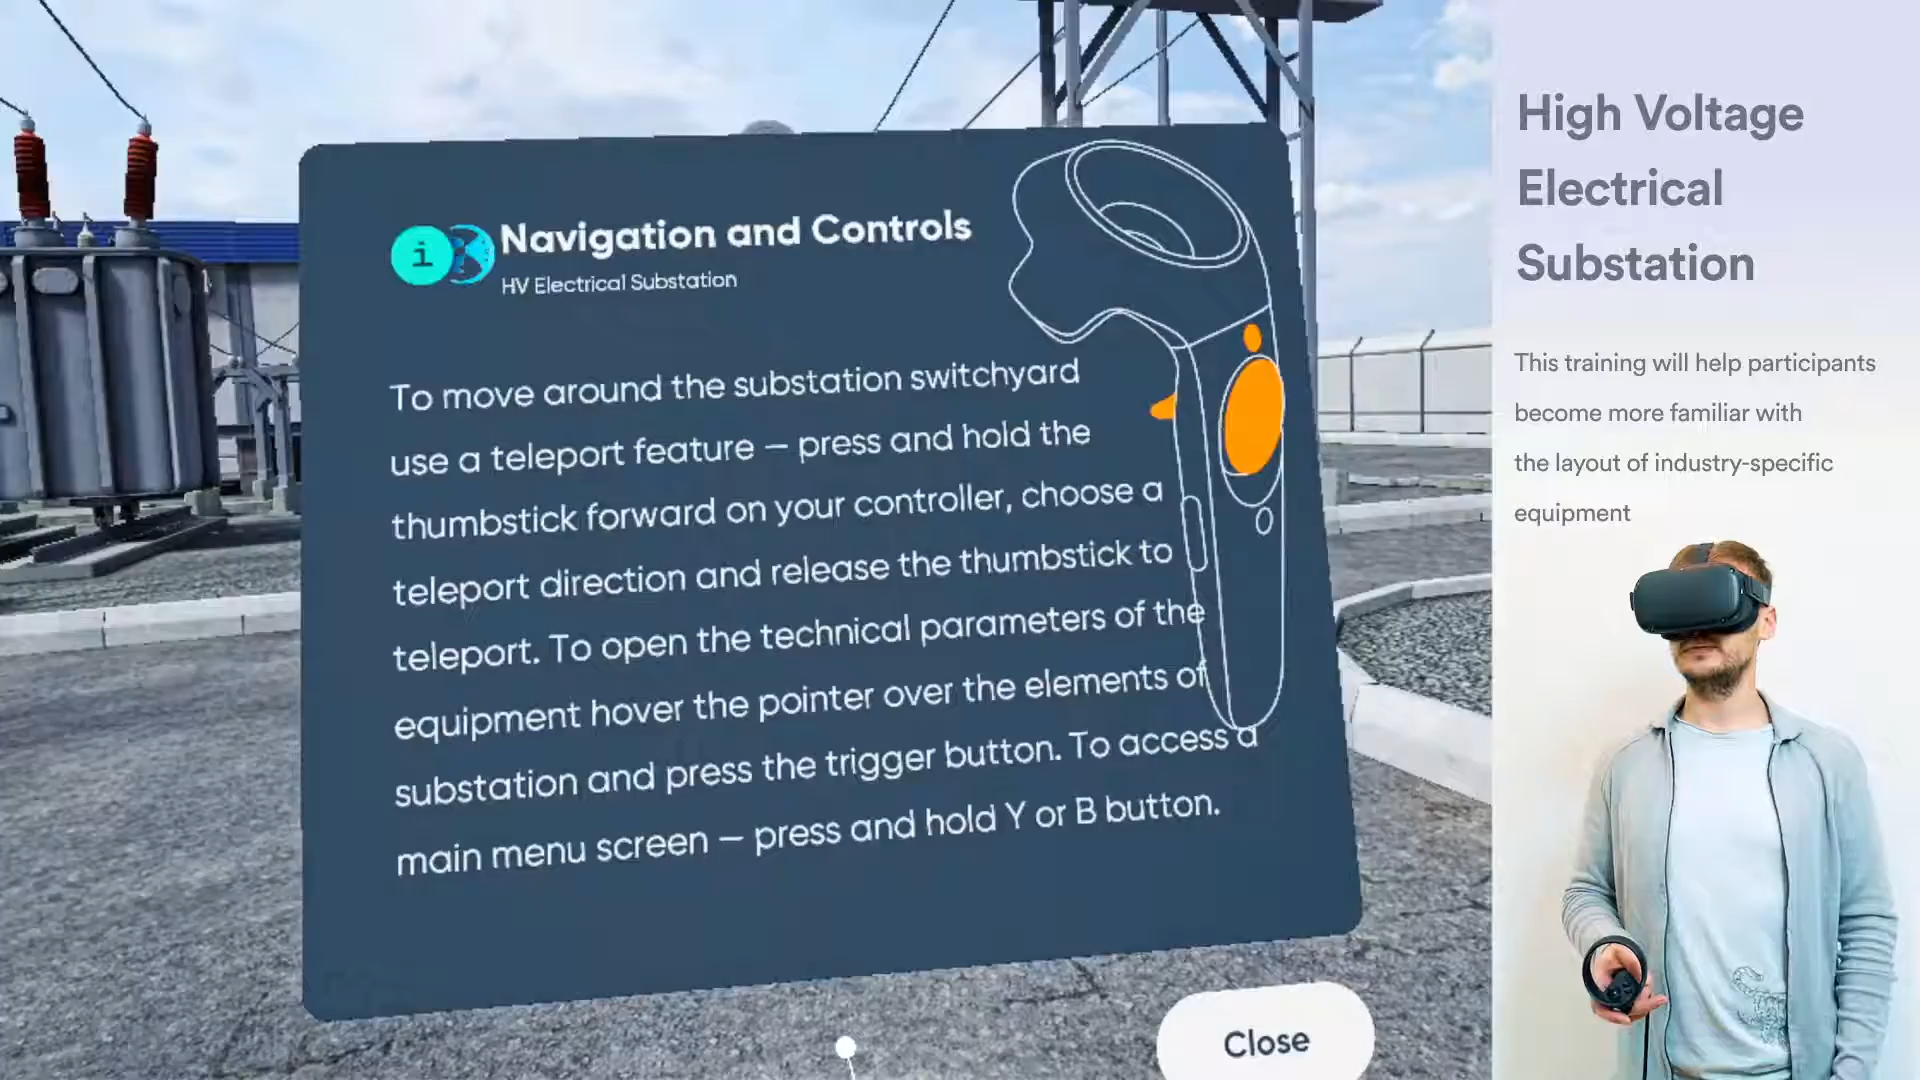 Navigation and Controls
HV Electrical Substation
To move around the substation switchyard
use a teleport feature – press and hold the
thumbstick forward on your controller, choose a
teleport direction and release the thumbstick to
teleport. To open the technical parameters of the
equipment hover the pointer over the elements of
substation and press the trigger button. To access a
main menu screen – press and hold Y or B button.
Close
High Voltage
Electrical
Substation
This training will help participants
become more familiar with
the layout of industry-specific
equipment